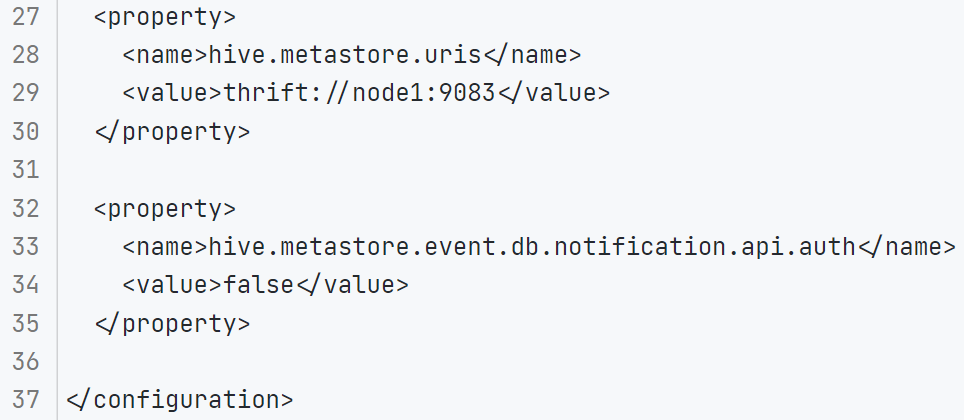 27 <property>
28 <name>hive.metastore.uris</name>
29 <value>thrift://node1:9083</value>
30 </property>
31
32 <property>
33 <name>hive.metastore.event.db.notification.api.auth</name>
34 <value>false</value>
35 </property>
36
37 </configuration>